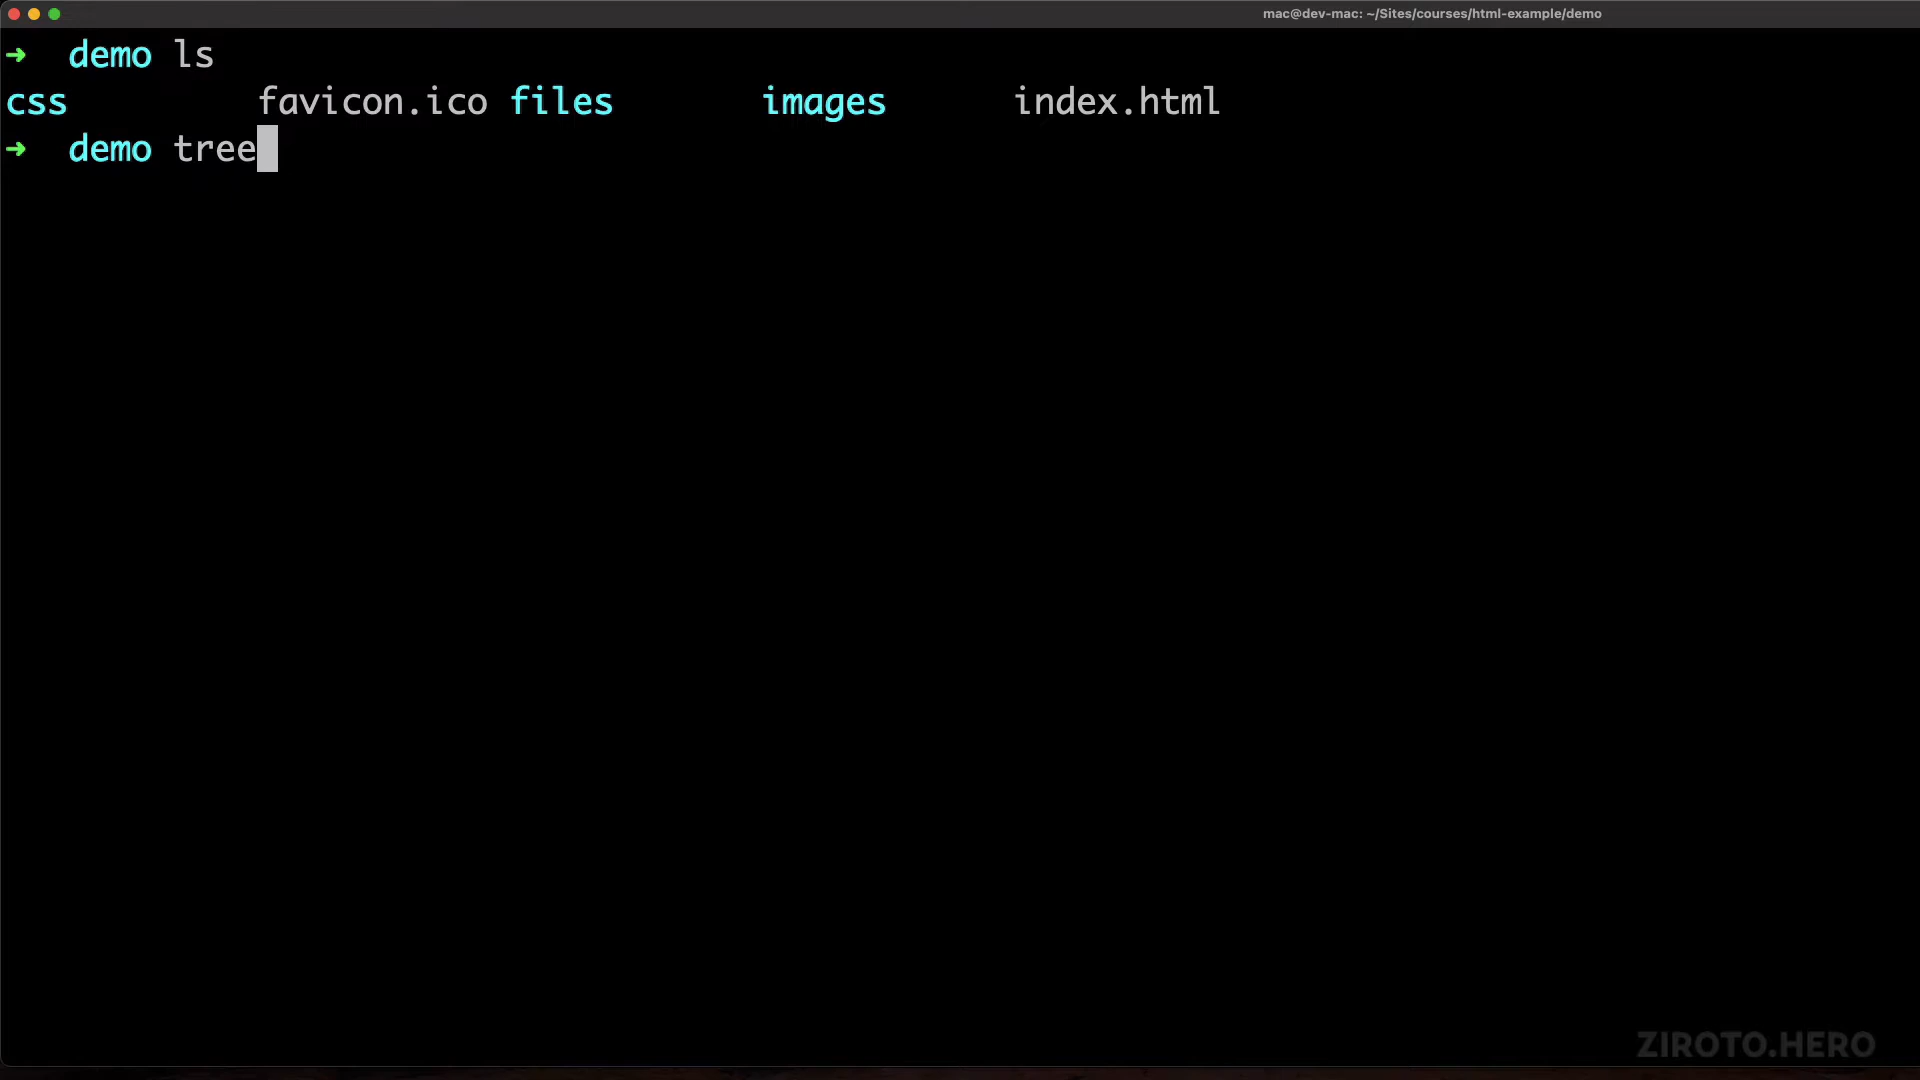 mac@dev-mac: ~/Sites/courses/html-example/demo
➜ demo ls
css favicon.ico files images index.html
➜ demo tree
ZIROTO.HERO